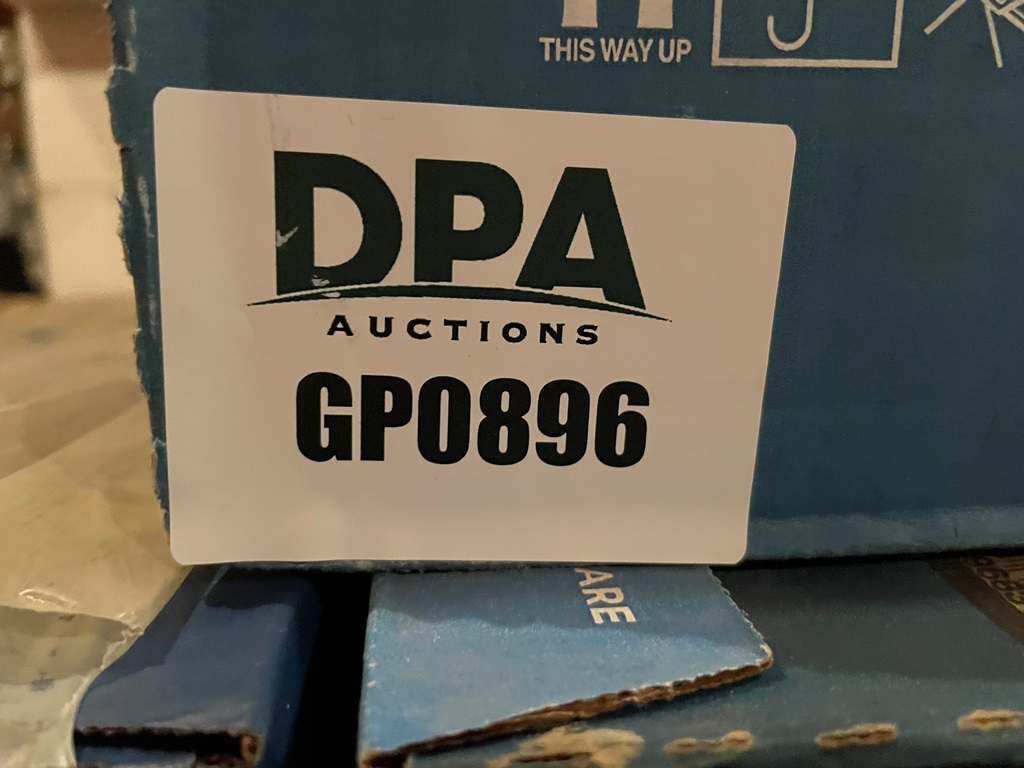 THIS WAY UP
DPA
AUCTIONS
GP0896
ARE